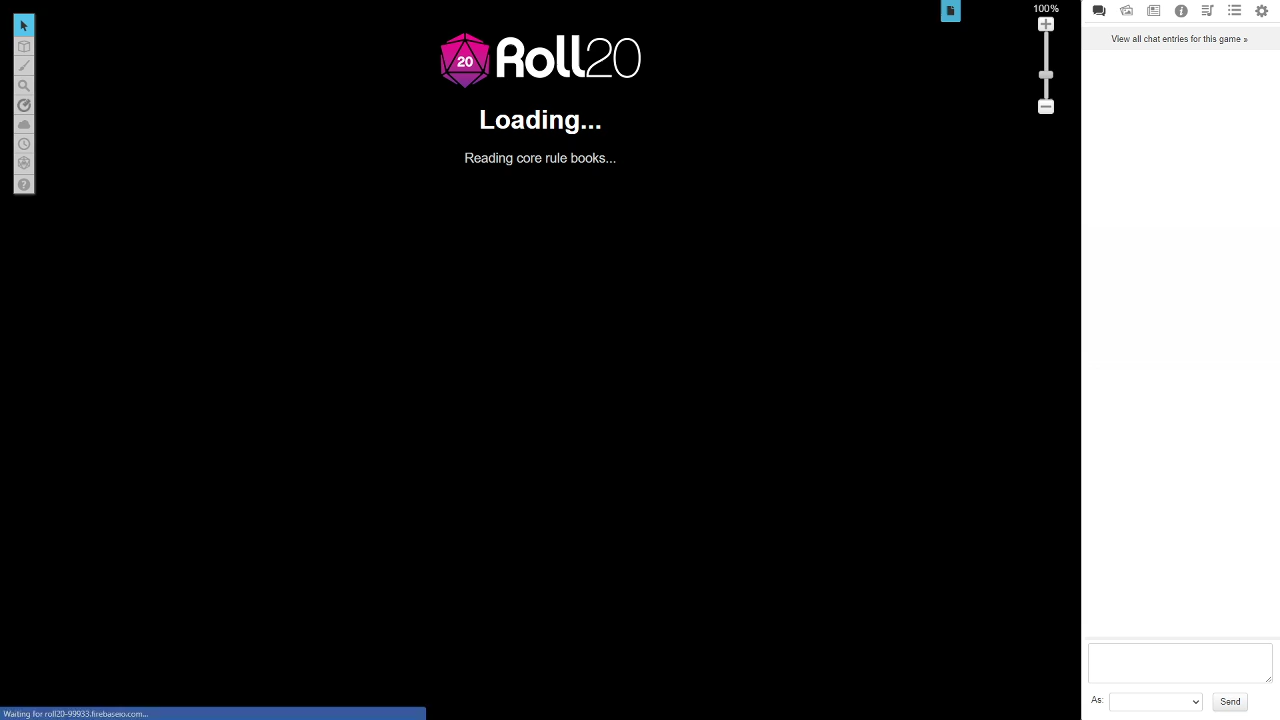 100%
View all chat entries for this game »
20 Roll20
Loading...
Reading core rule books...
As:
Send
Waiting for roll20-99933.firebaseio.com...